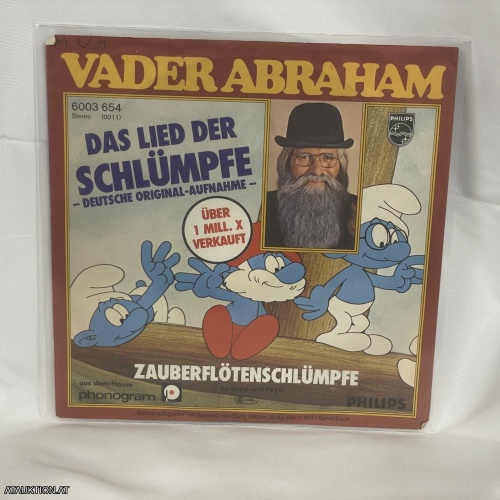 VADER ABRAHAM
6003 654
Stereo (0011)
PHILIPS
DAS LIED DER
SCHLÜMPFE
- DEUTSCHE ORIGINAL-AUFNAHME -
ÜBER
1 MILL. X
VERKAUFT
ZAUBERFLÖTENSCHLÜMPFE
aus dem Hause
phonogram
PHILIPS
ATAUKTION.AT